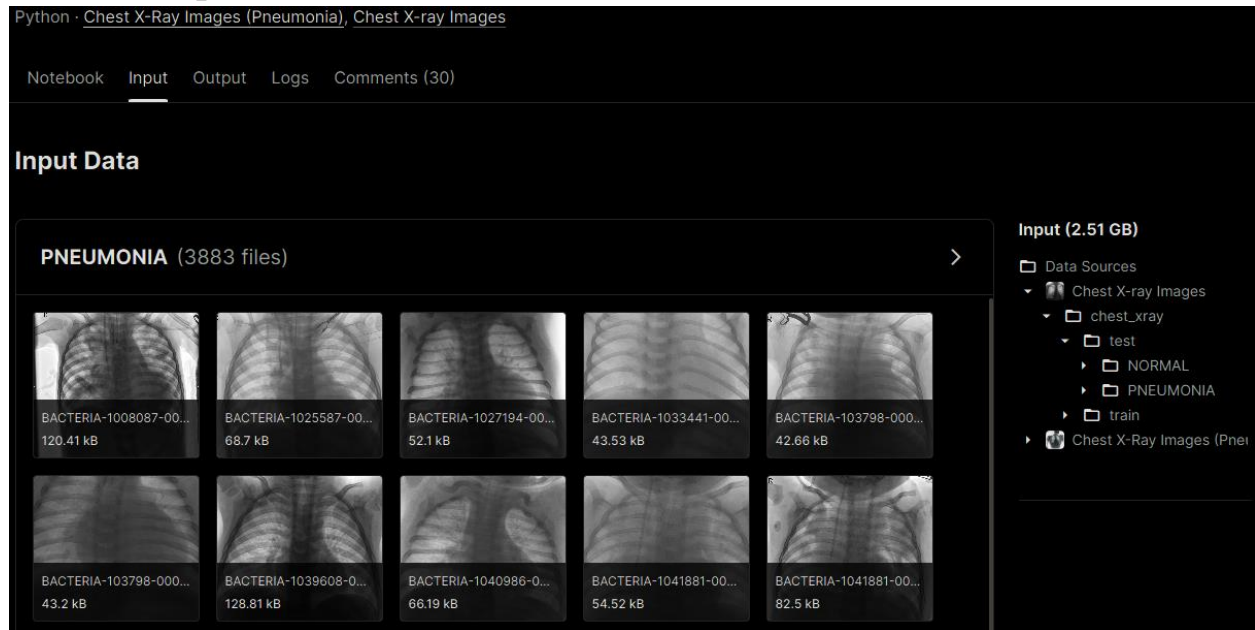 Python · Chest X-Ray Images (Pneumonia), Chest X-ray Images
Notebook Input Output Logs Comments (30)
Input Data
PNEUMONIA (3883 files)
BACTERIA-1008087-00...
120.41 kB
BACTERIA-1025587-00...
68.7 kB
BACTERIA-1027194-00...
52.1 kB
BACTERIA-1033441-00...
43.53 kB
BACTERIA-103798-000...
42.66 kB
BACTERIA-103798-000...
43.2 kB
BACTERIA-1039608-0...
128.81 kB
BACTERIA-1040986-0...
66.19 kB
BACTERIA-1041881-00...
54.52 kB
BACTERIA-1041881-00...
82.5 kB
Input (2.51 GB)
Data Sources
Chest X-ray Images
chest_xray
test
NORMAL
PNEUMONIA
train
Chest X-Ray Images (Pneu